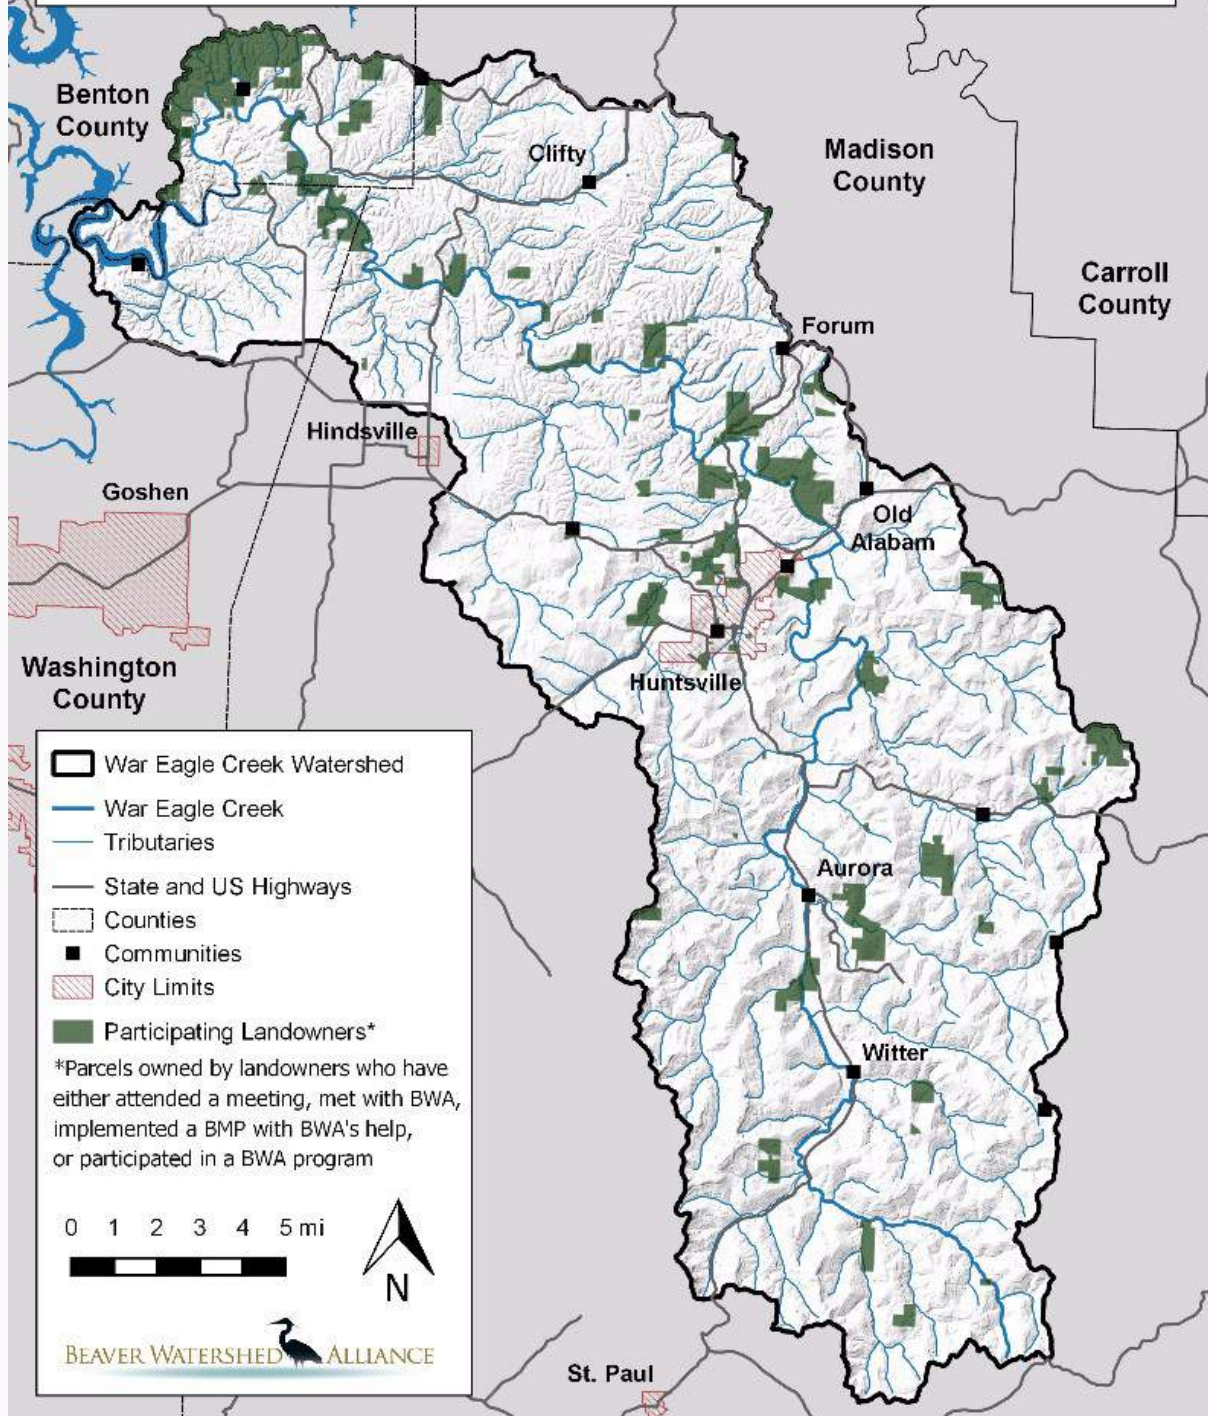 Benton
County
Clifty
Madison
County
Carroll
County
Forum
Hindsville
Goshen
Old
Alabam
Washington
County
Huntsville
War Eagle Creek Watershed
War Eagle Creek
Tributaries
State and US Highways
Counties
Communities
City Limits
Participating Landowners*
*Parcels owned by landowners who have
either attended a meeting, met with BWA,
implemented a BMP with BWA's help,
or participated in a BWA program
Aurora
Witter
0 1 2 3 4 5 mi
N
BEAVER WATERSHED ALLIANCE
St. Paul